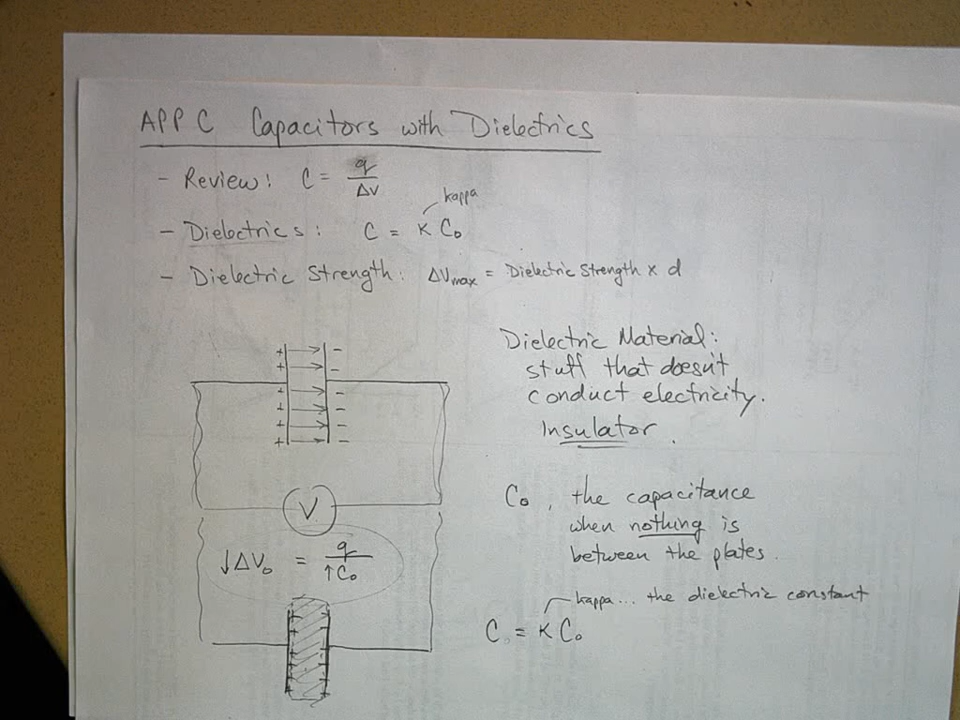 APP C Capacitors with Dielectrics
- Review: C = q / ΔV
kappa
- Dielectrics: C = κ C₀
- Dielectric Strength: ΔVmax = Dielectric Strength x d
+ -
+ -
+ -
+ -
+ -
+ -
V
↓ΔV₀ = q / ↑C₀
Dielectric Material:
stuff that doesn't
conduct electricity.
Insulator.
C₀, the capacitance
when nothing is
between the plates.
kappa... the dielectric constant
C = κ C₀